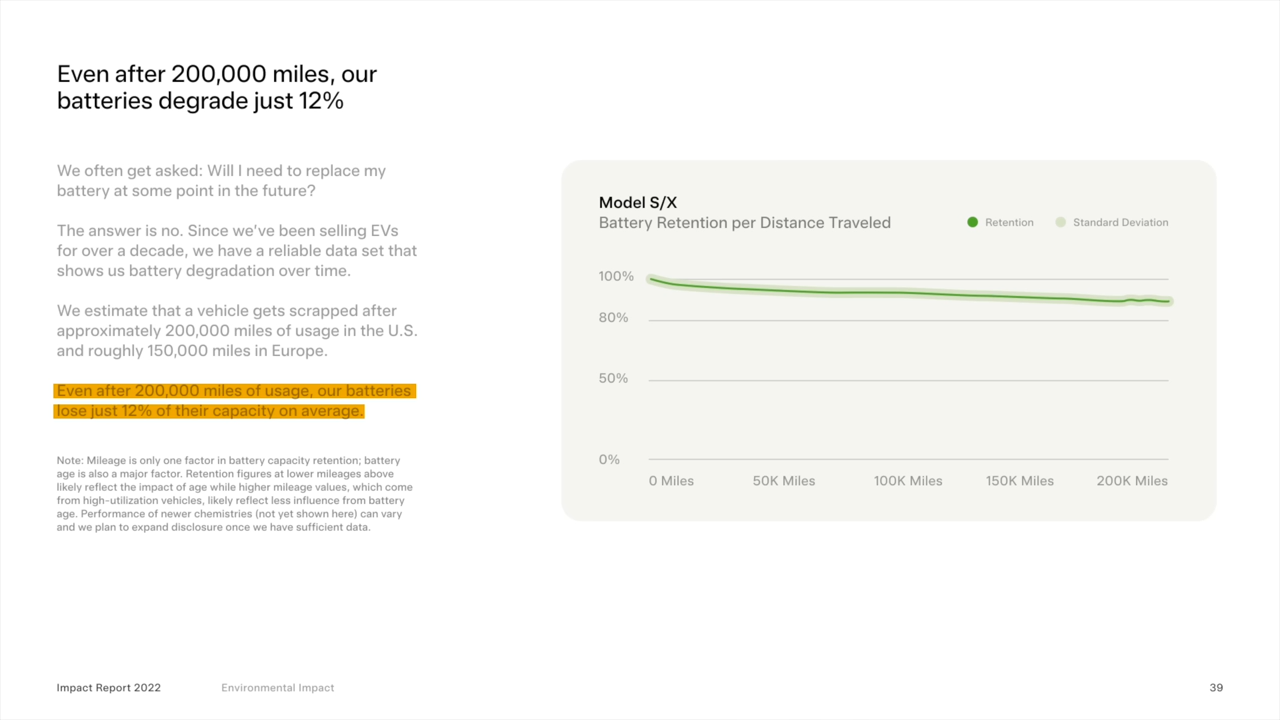 Even after 200,000 miles, our
batteries degrade just 12%
We often get asked: Will I need to replace my
battery at some point in the future?
The answer is no. Since we've been selling EVs
for over a decade, we have a reliable data set that
shows us battery degradation over time.
We estimate that a vehicle gets scrapped after
approximately 200,000 miles of usage in the U.S.
and roughly 150,000 miles in Europe.
Even after 200,000 miles of usage, our batteries
lose just 12% of their capacity on average.
Note: Mileage is only one factor in battery capacity retention; battery
age is also a major factor. Retention figures at lower mileages above
likely reflect the impact of age while higher mileage values, which come
from high-utilization vehicles, likely reflect less influence from battery
age. Performance of newer chemistries (not yet shown here) can vary
and we plan to expand disclosure once we have sufficient data.
Model S/X
Battery Retention per Distance Traveled
Retention
Standard Deviation
100%
80%
50%
0%
0 Miles
50K Miles
100K Miles
150K Miles
200K Miles
Impact Report 2022
Environmental Impact
39